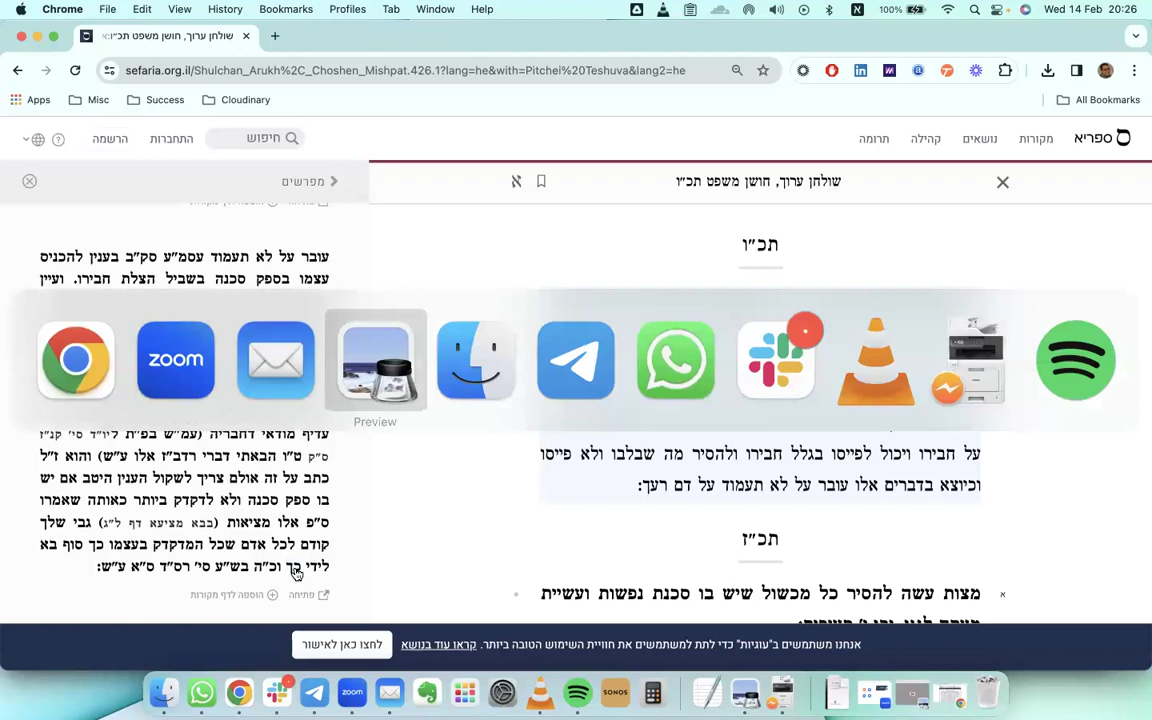 Chrome File Edit View History Bookmarks Profiles Tab Window Help
100% Wed 14 Feb 20:26
שולחן ערוך, חושן משפט תכ״ו:א
sefaria.org.il/Shulchan_Arukh%2C_Choshen_Mishpat.426.1?lang=he&with=Pitchei%20Teshuva&lang2=he
Apps Misc Success Cloudinary All Bookmarks
ספריא מקורות נושאים קהילה תרומה
חיפוש התחברות הרשמה
שולחן ערוך, חושן משפט תכ״ו
א
תכ״ו
על חבירו ויכול לפייסו בגלל חבירו ולהסיר מה שבלבו ולא פייסו
וכיוצא בדברים אלו עובר על לא תעמוד על דם רעך:
תכ״ז
א מצות עשה להסיר כל מכשול שיש בו סכנת נפשות ועשיית
מפרשים
עובר על לא תעמוד עסמ״ע סק״ב בענין להכניס
עצמו בספק סכנה בשביל הצלת חבירו. ועיין
zoom
Preview
עדיף מודאי דחבריה (עמ״ש בפ״ת ליו״ד סי׳ קנ״ז
ס״ק ט״ו הבאתי דברי רדב״ז אלו ע״ש) והוא ז״ל
כתב על זה אולם צריך לשקול הענין היטב אם יש
בו ספק סכנה ולא לדקדק ביותר כאותה שאמרו
ס״פ אלו מציאות (בבא מציעא דף ל״ג) גבי שלך
קודם לכל אדם שכל המדקדק בעצמו כך סוף בא
לידי כך וכ״ה בש״ע סי׳ רס״ד ס״א ע״ש:
פתיחה הוספה לדף מקורות
אנחנו משתמשים ב"עוגיות" כדי לתת למשתמשים את חוויית השימוש הטובה ביותר. קראו עוד בנושא
לחצו כאן לאישור
zoom
SONOS